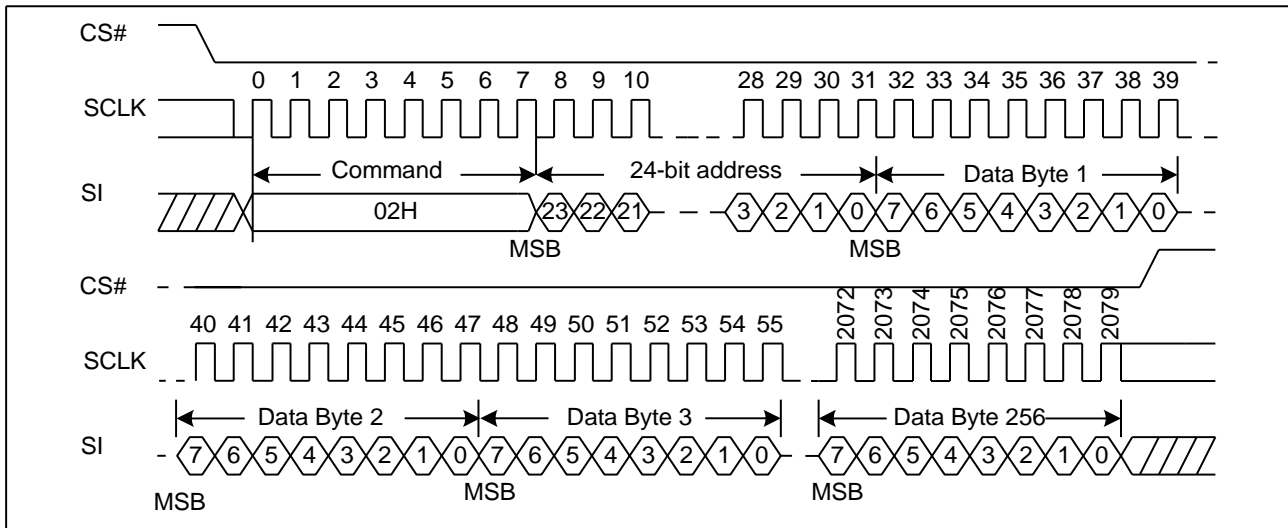 CS#
0 1 2 3 4 5 6 7 8 9 10 28 29 30 31 32 33 34 35 36 37 38 39
SCLK
Command 24-bit address Data Byte 1
SI
02H 23 22 21 3 2 1 0 7 6 5 4 3 2 1 0
MSB MSB
CS#
40 41 42 43 44 45 46 47 48 49 50 51 52 53 54 55 2072 2073 2074 2075 2076 2077 2078 2079
SCLK
Data Byte 2 Data Byte 3 Data Byte 256
SI
7 6 5 4 3 2 1 0 7 6 5 4 3 2 1 0 7 6 5 4 3 2 1 0
MSB MSB MSB